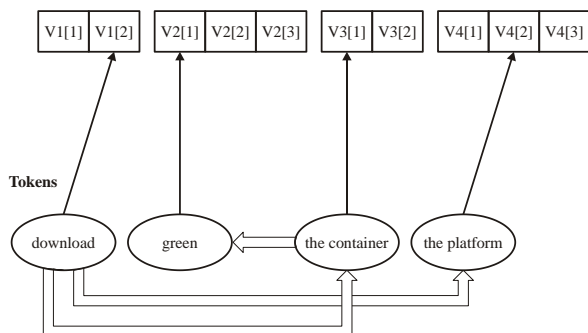 V1[1] V1[2] V2[1] V2[2] V2[3] V3[1] V3[2] V4[1] V4[2] V4[3]
Tokens
download green the container the platform